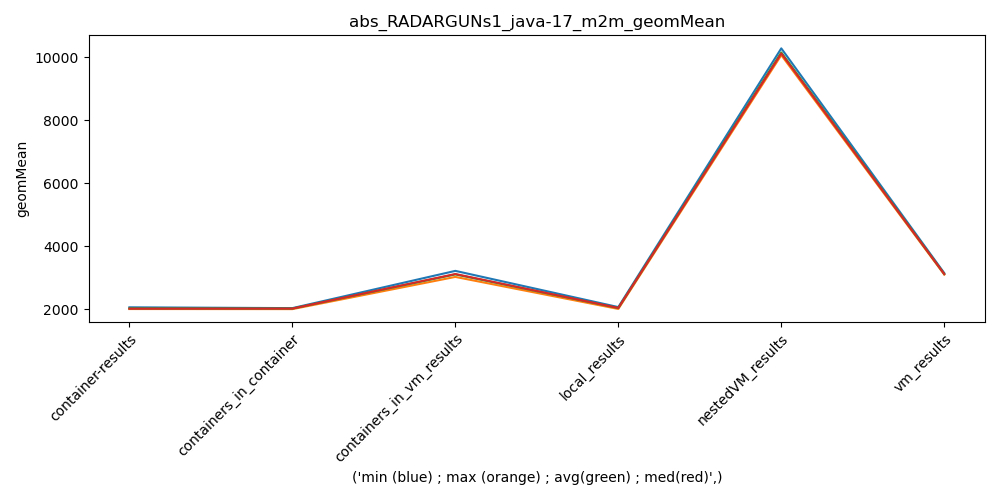 abs_RADARGUNs1_java-17_m2m_geomMean
geomMean
10000
8000
6000
4000
2000
container-results
containers_in_container
containers_in_vm_results
local_results
nestedVM_results
vm_results
('min (blue) ; max (orange) ; avg(green) ; med(red)',)